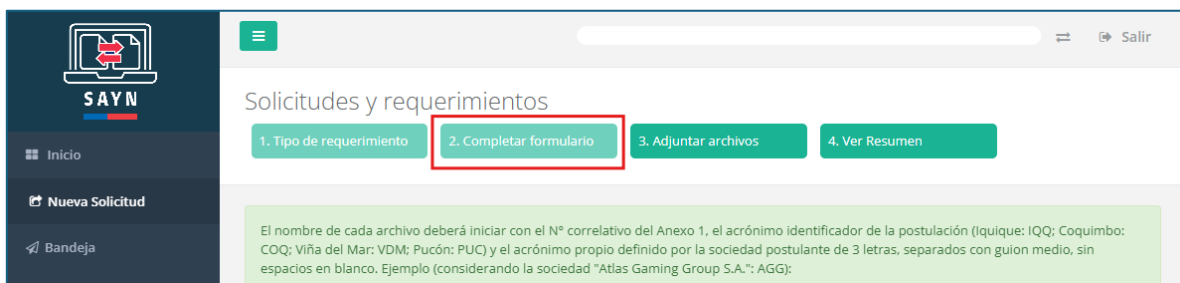 SAYN
Salir
Solicitudes y requerimientos
1. Tipo de requerimiento
2. Completar formulario
3. Adjuntar archivos
4. Ver Resumen
Inicio
Nueva Solicitud
Bandeja
El nombre de cada archivo deberá iniciar con el N° correlativo del Anexo 1, el acrónimo identificador de la postulación (Iquique: IQQ; Coquimbo:
COQ; Viña del Mar: VDM; Pucón: PUC) y el acrónimo propio definido por la sociedad postulante de 3 letras, separados con guion medio, sin
espacios en blanco. Ejemplo (considerando la sociedad "Atlas Gaming Group S.A.": AGG):